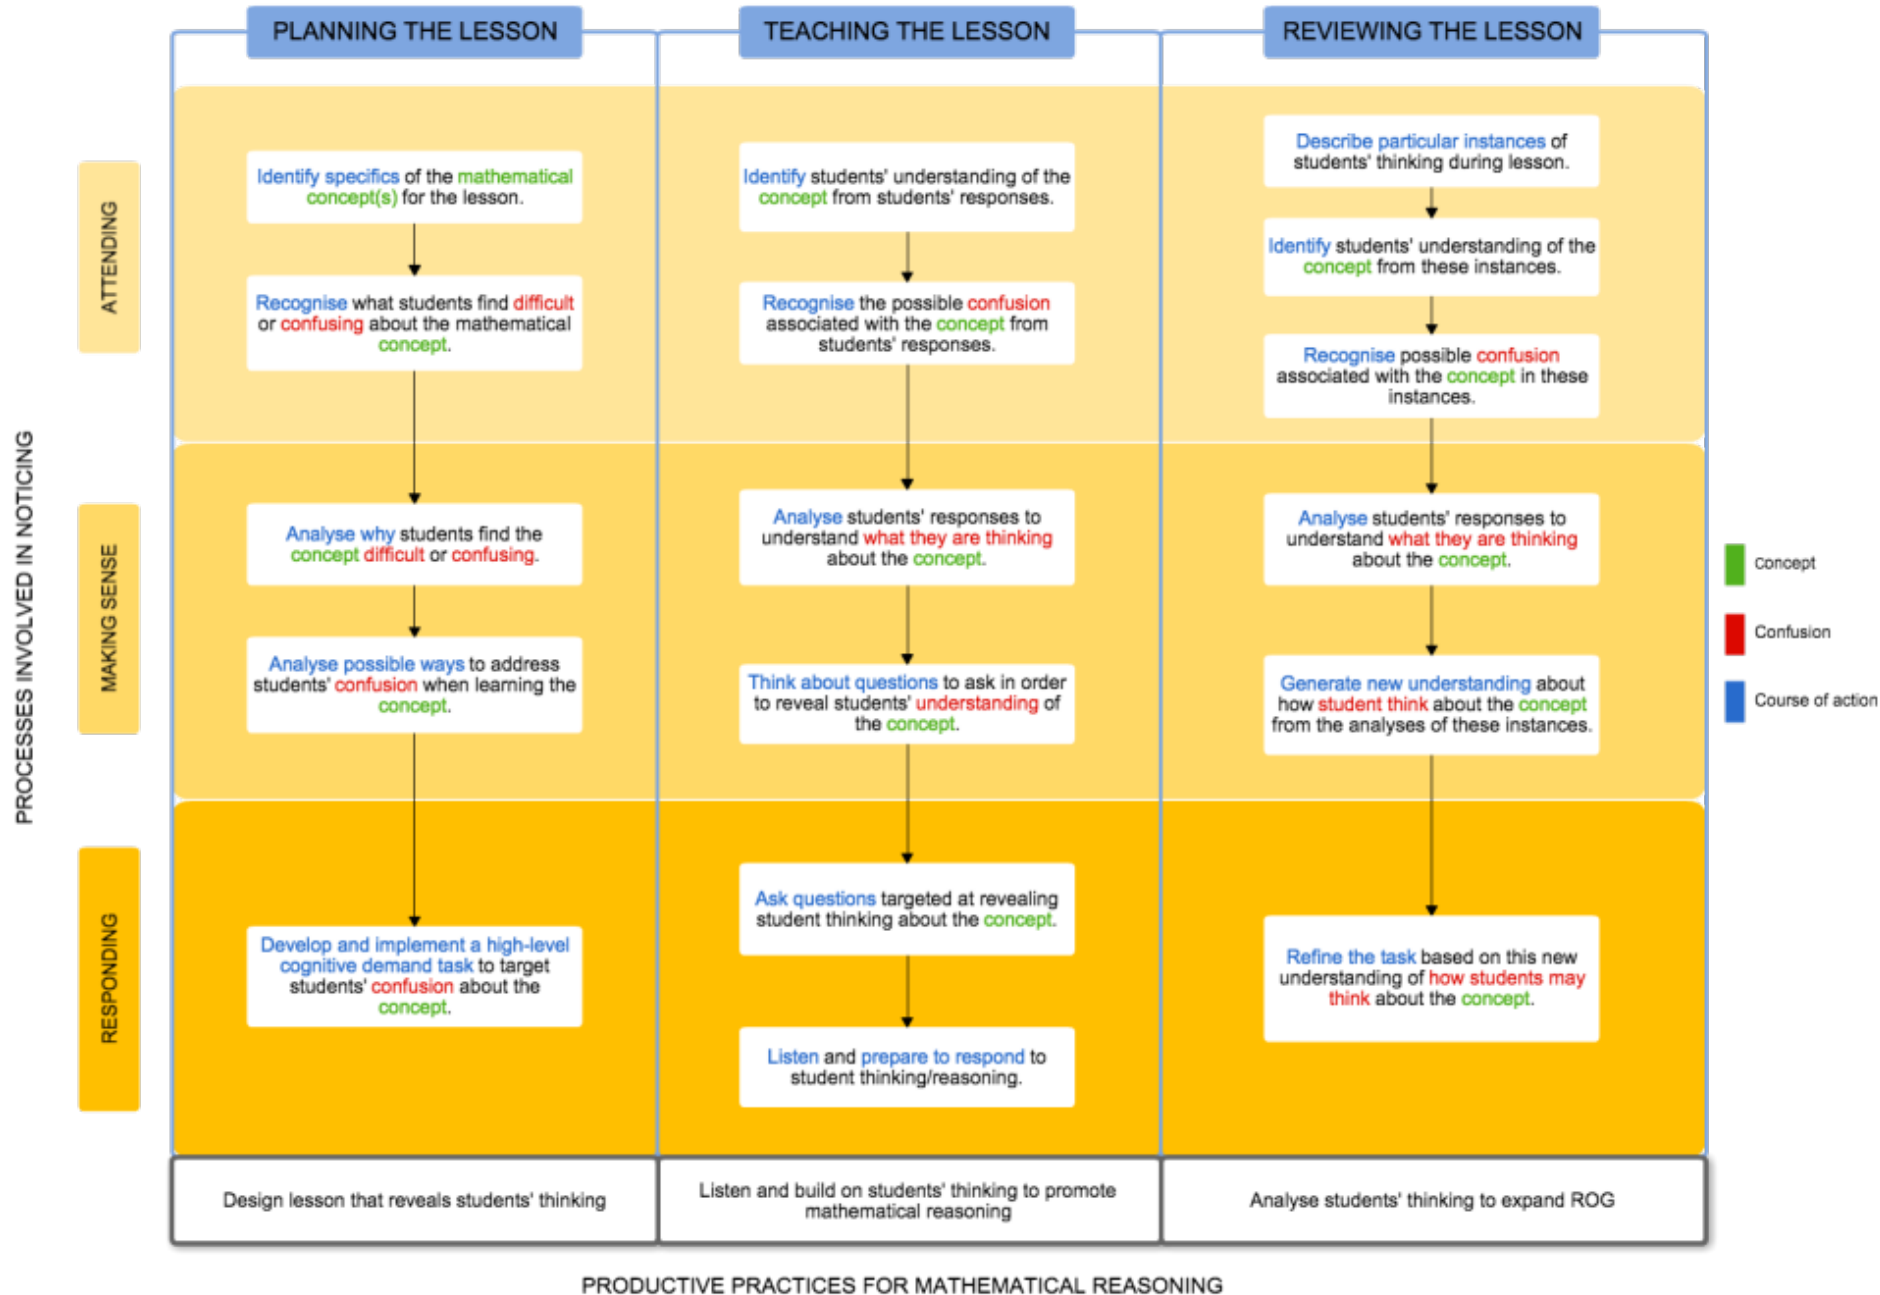 PLANNING THE LESSON
TEACHING THE LESSON
REVIEWING THE LESSON
PROCESSES INVOLVED IN NOTICING
ATTENDING
Identify specifics of the mathematical
concept(s) for the lesson.
Recognise what students find difficult
or confusing about the mathematical
concept.
Identify students' understanding of the
concept from students' responses.
Recognise the possible confusion
associated with the concept from
students' responses.
Describe particular instances of
students' thinking during lesson.
Identify students' understanding of the
concept from these instances.
Recognise possible confusion
associated with the concept in these
instances.
MAKING SENSE
Analyse why students find the
concept difficult or confusing.
Analyse possible ways to address
students' confusion when learning the
concept.
Analyse students' responses to
understand what they are thinking
about the concept.
Think about questions to ask in order
to reveal students' understanding of
the concept.
Analyse students' responses to
understand what they are thinking
about the concept.
Generate new understanding about
how student think about the concept
from the analyses of these instances.
RESPONDING
Develop and implement a high-level
cognitive demand task to target
students' confusion about the
concept.
Ask questions targeted at revealing
student thinking about the concept.
Listen and prepare to respond to
student thinking/reasoning.
Refine the task based on this new
understanding of how students may
think about the concept.
Concept
Confusion
Course of action
Design lesson that reveals students' thinking
Listen and build on students' thinking to promote
mathematical reasoning
Analyse students' thinking to expand ROG
PRODUCTIVE PRACTICES FOR MATHEMATICAL REASONING